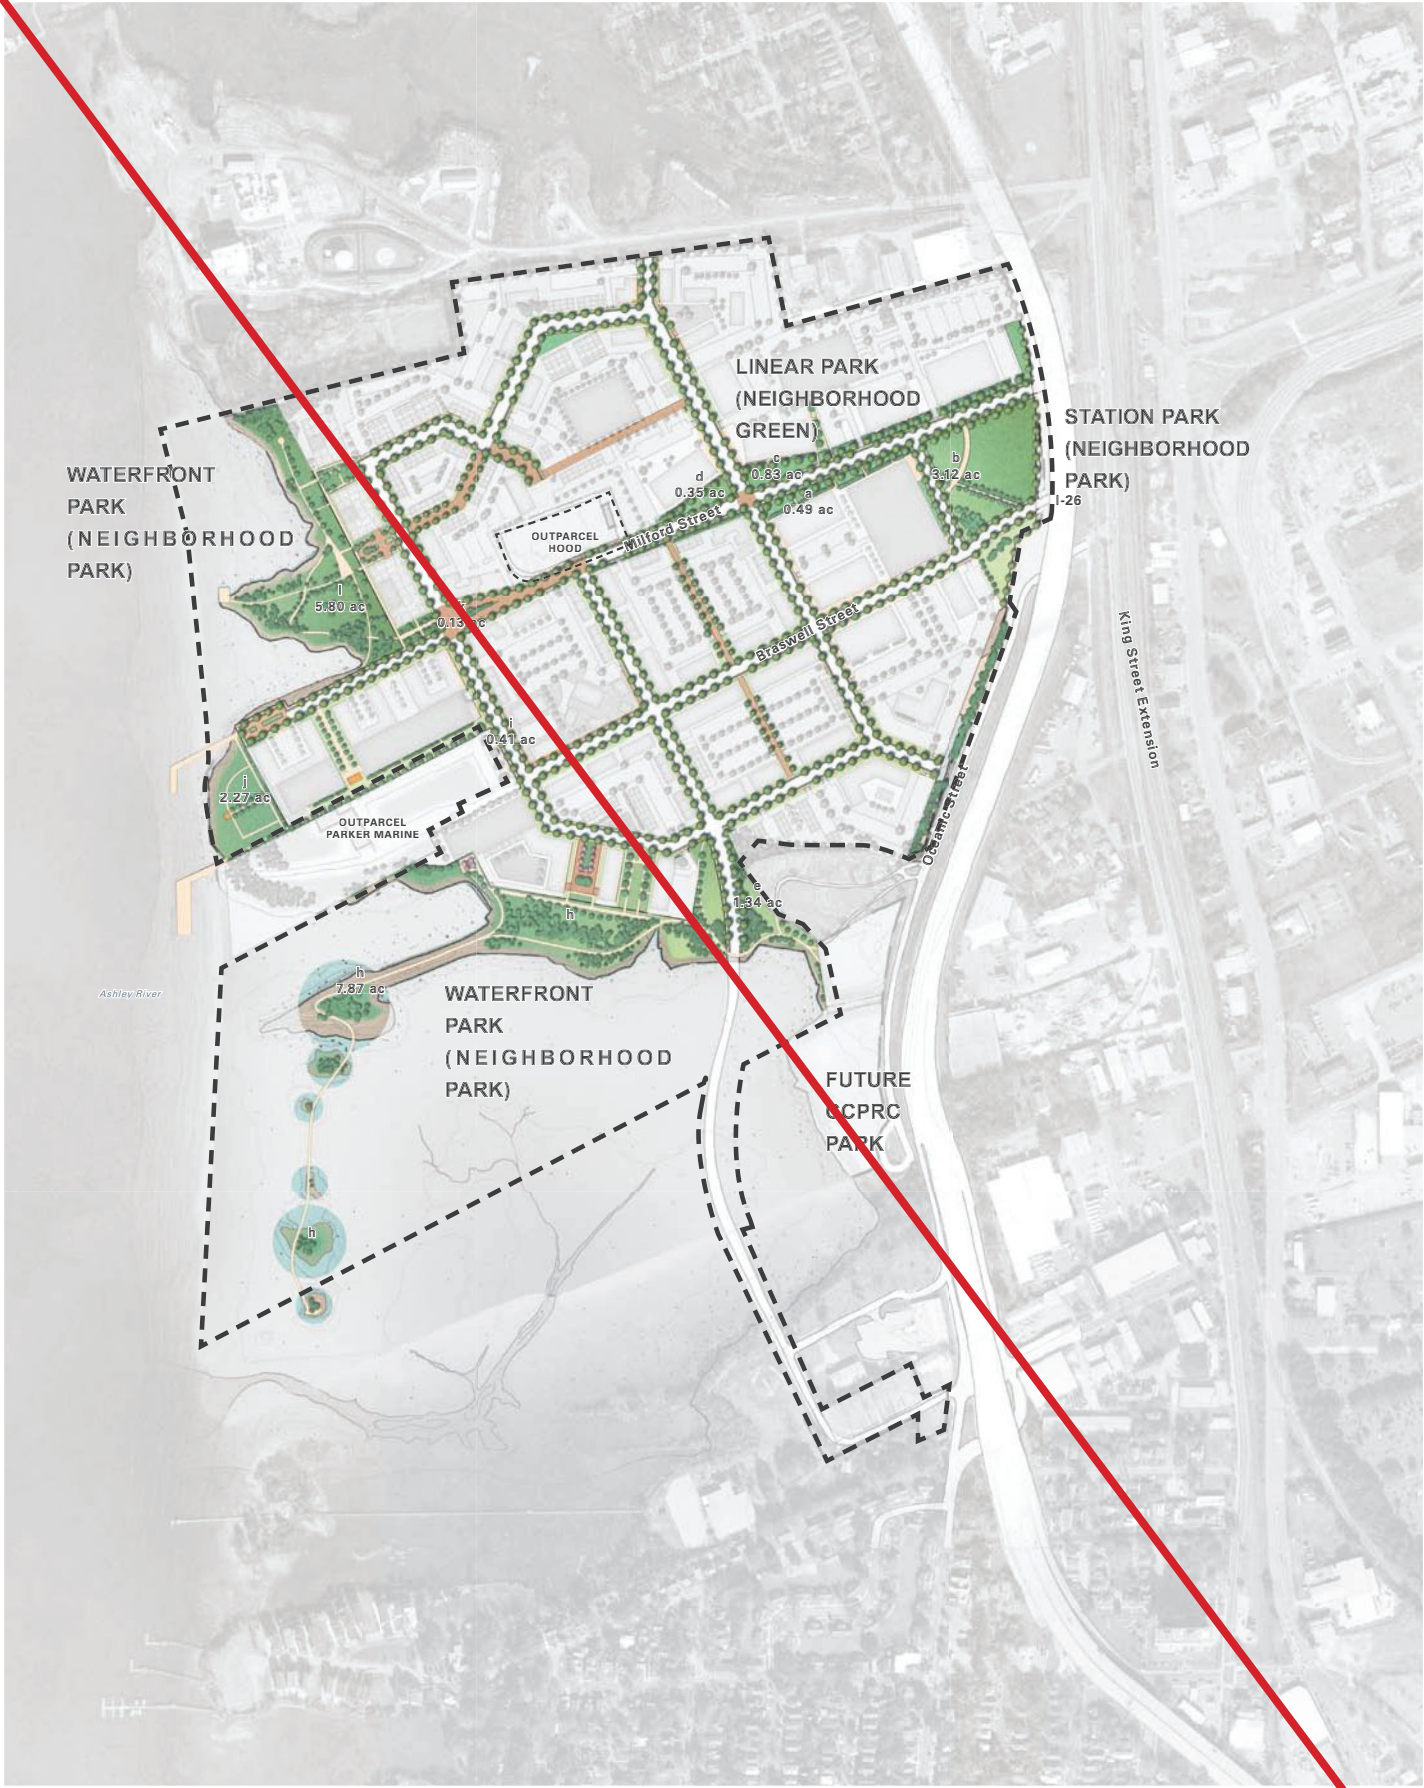 LINEAR PARK
(NEIGHBORHOOD
GREEN)
STATION PARK
(NEIGHBORHOOD
PARK)
I-26
WATERFRONT
PARK
(NEIGHBORHOOD
PARK)
c
0.83 ac
b
3.12 ac
d
0.35 ac
a
0.49 ac
Milford Street
OUTPARCEL
HOOD
l
5.80 ac
0.13 ac
Braswell Street
King Street Extension
i
0.41 ac
j
2.27 ac
OUTPARCEL
PARKER MARINE
Oceanic Street
e
1.34 ac
h
h
7.87 ac
Ashley River
WATERFRONT
PARK
(NEIGHBORHOOD
PARK)
FUTURE
CCPRC
PARK
h